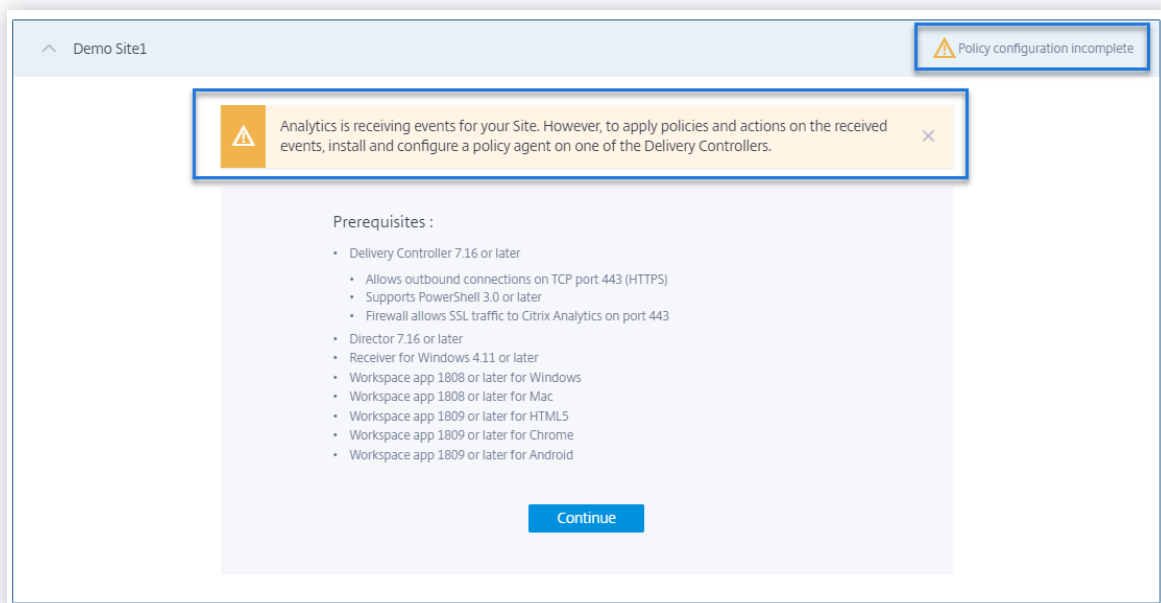 Demo Site1
Policy configuration incomplete
Analytics is receiving events for your Site. However, to apply policies and actions on the received
events, install and configure a policy agent on one of the Delivery Controllers.
Prerequisites :
• Delivery Controller 7.16 or later
• Allows outbound connections on TCP port 443 (HTTPS)
• Supports PowerShell 3.0 or later
• Firewall allows SSL traffic to Citrix Analytics on port 443
• Director 7.16 or later
• Receiver for Windows 4.11 or later
• Workspace app 1808 or later for Windows
• Workspace app 1808 or later for Mac
• Workspace app 1809 or later for HTML5
• Workspace app 1809 or later for Chrome
• Workspace app 1809 or later for Android
Continue